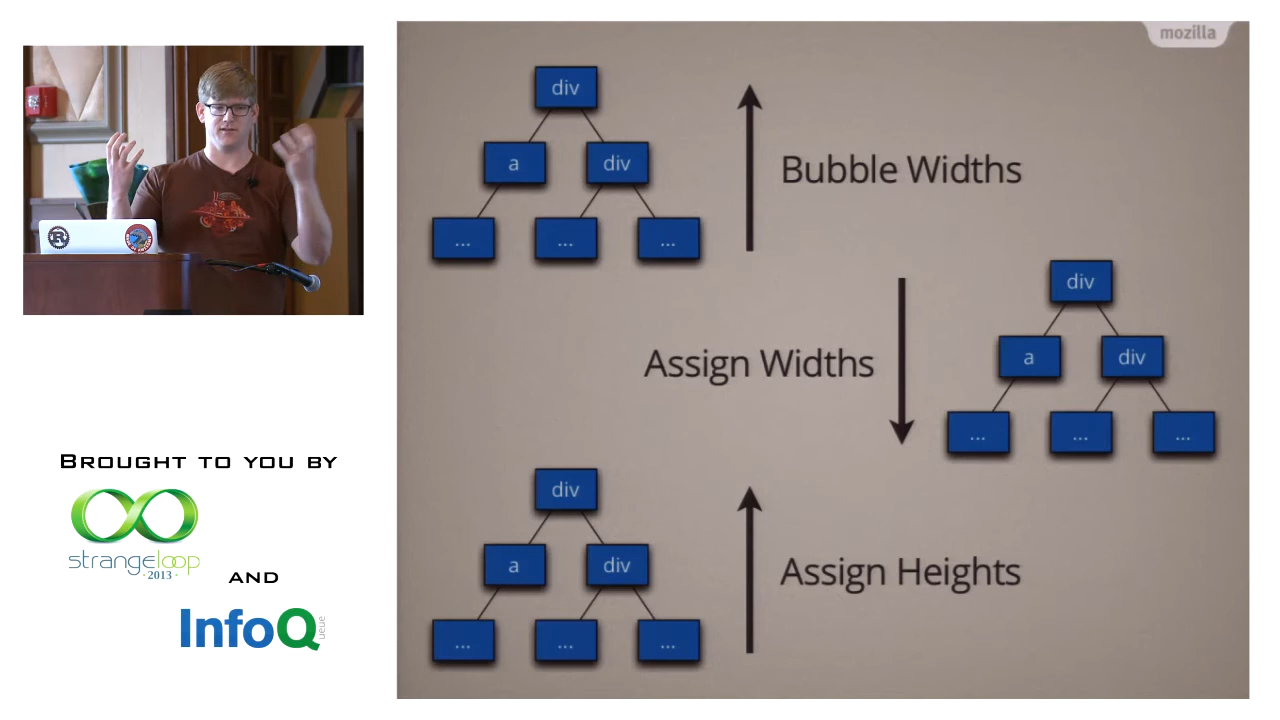 mozilla
div
a
div
...
...
...
Bubble Widths
Assign Widths
div
a
div
...
...
...
div
a
div
...
...
...
Assign Heights
R
BROUGHT TO YOU BY
strangeloop
·2013·
AND
InfoQ
ueue